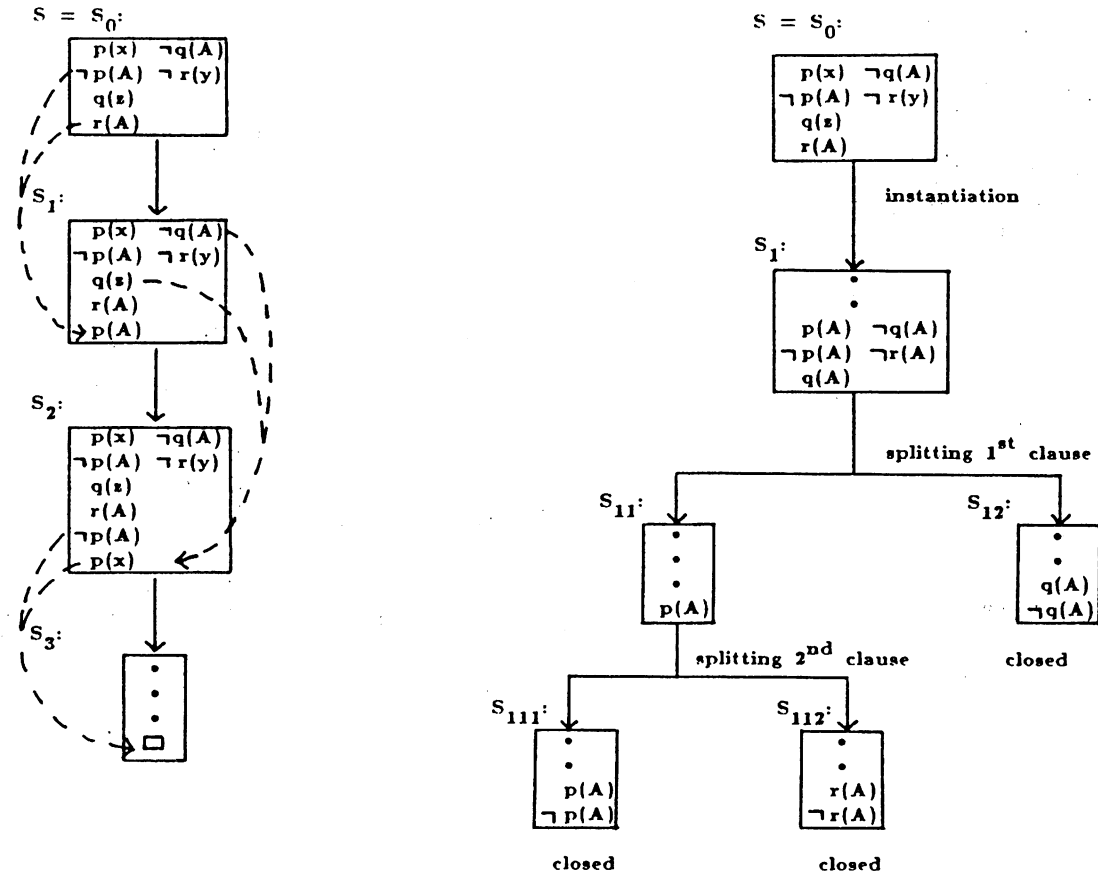 S = S0:
p(x) ¬q(A)
¬p(A) ¬r(y)
q(z)
r(A)
S1:
p(x) ¬q(A)
¬p(A) ¬r(y)
q(z)
r(A)
p(A)
S2:
p(x) ¬q(A)
¬p(A) ¬r(y)
q(z)
r(A)
¬p(A)
p(x)
S3:
S = S0:
p(x) ¬q(A)
¬p(A) ¬r(y)
q(z)
r(A)
instantiation
S1:
p(A) ¬q(A)
¬p(A) ¬r(A)
q(A)
splitting 1st clause
S11:
p(A)
S12:
q(A)
¬q(A)
closed
splitting 2nd clause
S111:
p(A)
¬p(A)
closed
S112:
r(A)
¬r(A)
closed